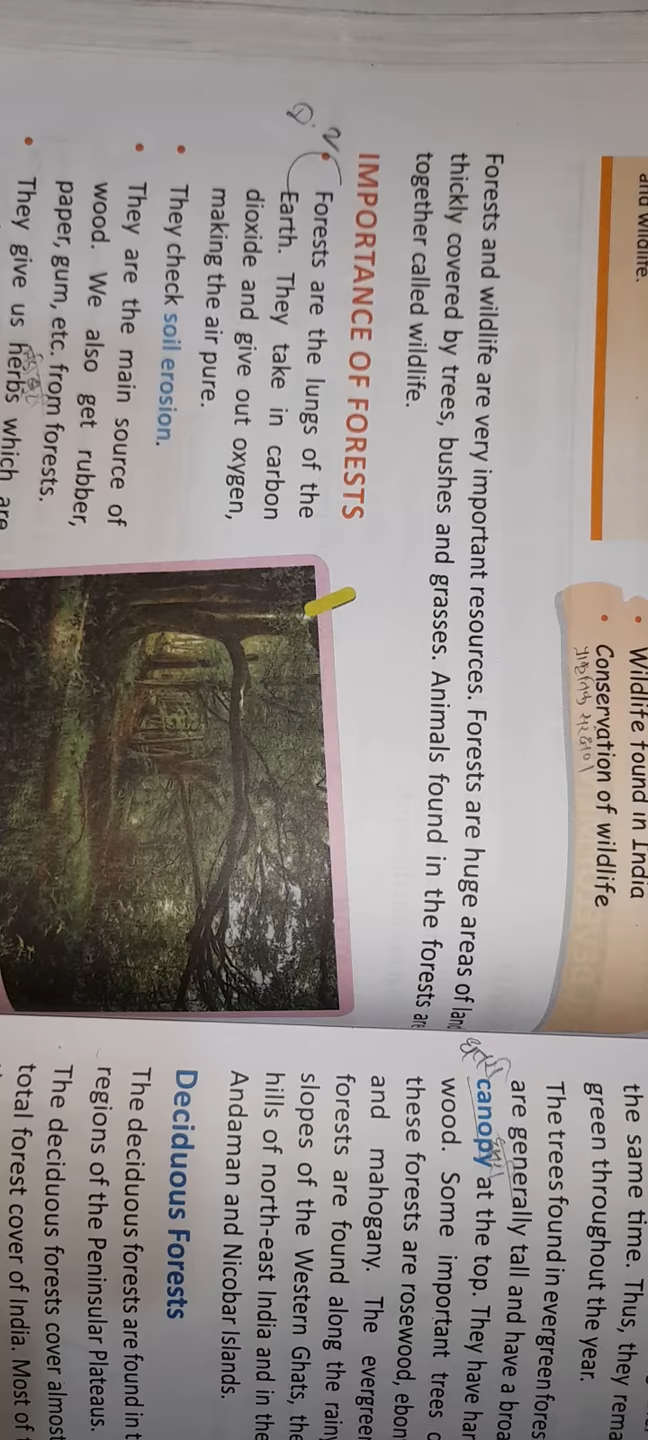 and wildlife.
Wildlife found in India
Conservation of wildlife
Forests and wildlife are very important resources. Forests are huge areas of land
thickly covered by trees, bushes and grasses. Animals found in the forests are
together called wildlife.
IMPORTANCE OF FORESTS
Forests are the lungs of the
Earth. They take in carbon
dioxide and give out oxygen,
making the air pure.
They check soil erosion.
They are the main source of
wood. We also get rubber,
paper, gum, etc. from forests.
They give us herbs which are
the same time. Thus, they rema
green throughout the year.
The trees found in evergreen fores
are generally tall and have a broa
canopy at the top. They have har
wood. Some important trees o
these forests are rosewood, ebon
and mahogany. The evergreen
forests are found along the rainy
slopes of the Western Ghats, the
hills of north-east India and in the
Andaman and Nicobar Islands.
Deciduous Forests
The deciduous forests are found in t
regions of the Peninsular Plateaus.
The deciduous forests cover almost
total forest cover of India. Most of